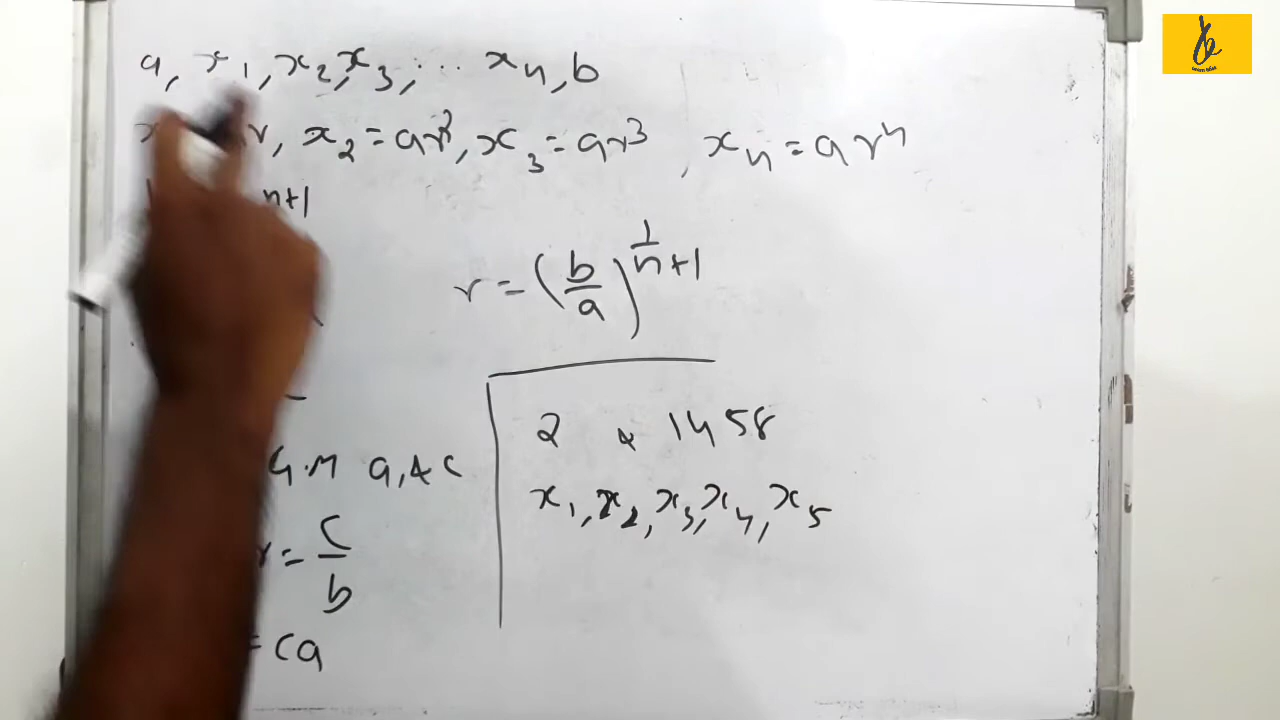 a, x₁, x₂, x₃, ... xₙ, b
r, x₂ = ar², x₃ = ar³, xₙ = arⁿ
n+1
r = (b/a)^(1/n+1)
2 & 1458
G.M a, & c
x₁, x₂, x₃, x₄, x₅
r = c/b
= ca